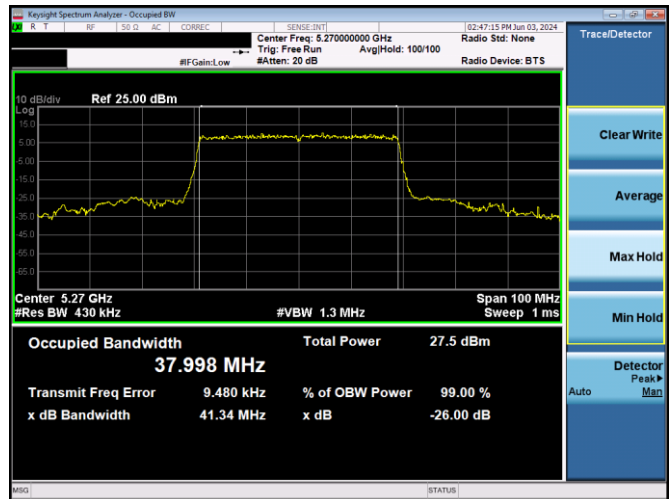 Keysight Spectrum Analyzer - Occupied BW
R T RF 50 Ω AC CORREC SENSE:INT 02:47:15 PM Jun 03, 2024
Center Freq: 5.270000000 GHz Radio Std: None
Trig: Free Run Avg|Hold: 100/100
#IFGain:Low #Atten: 20 dB Radio Device: BTS
Trace/Detector
10 dB/div Ref 25.00 dBm
Log
15.0
5.00
-5.00
-15.0
-25.0
-35.0
-45.0
-55.0
-65.0
Center 5.27 GHz Span 100 MHz
#Res BW 430 kHz #VBW 1.3 MHz Sweep 1 ms
Occupied Bandwidth Total Power 27.5 dBm
37.998 MHz
Transmit Freq Error 9.480 kHz % of OBW Power 99.00 %
x dB Bandwidth 41.34 MHz x dB -26.00 dB
Clear Write
Average
Max Hold
Min Hold
Detector
Peak▶
Auto Man
MSG STATUS